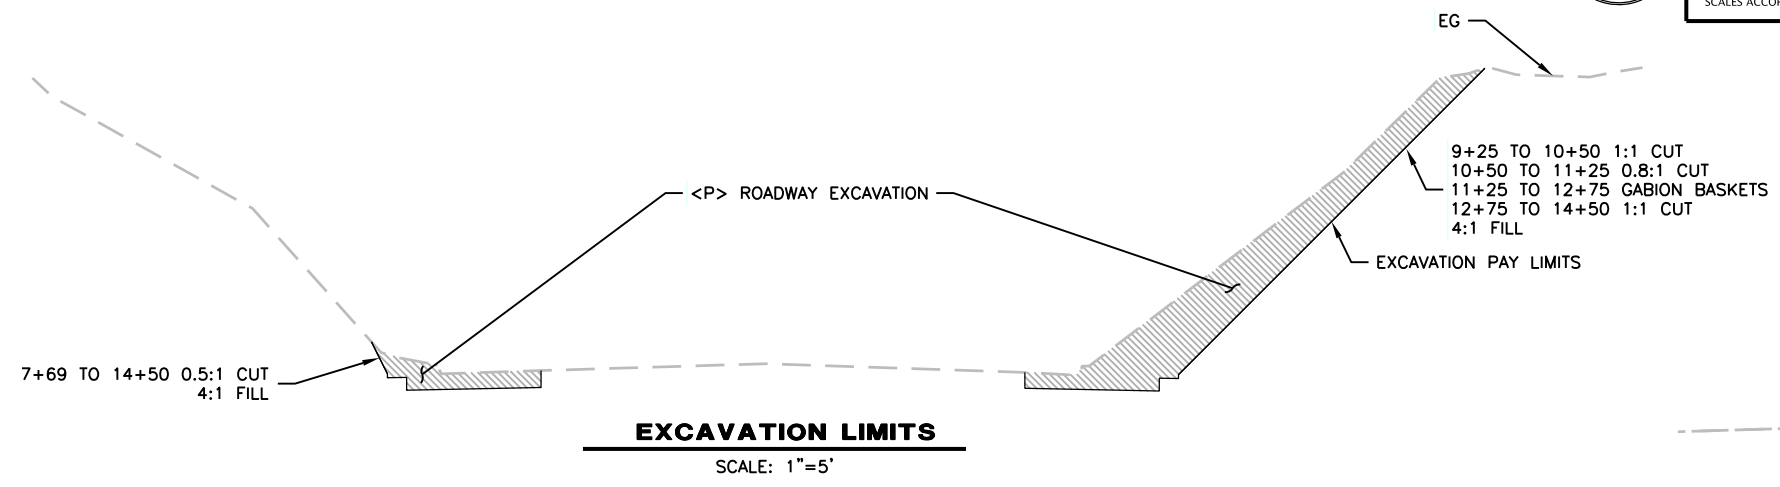 SCALES ACCOR
EG
9+25 TO 10+50 1:1 CUT
10+50 TO 11+25 0.8:1 CUT
11+25 TO 12+75 GABION BASKETS
12+75 TO 14+50 1:1 CUT
4:1 FILL
<P> ROADWAY EXCAVATION
EXCAVATION PAY LIMITS
7+69 TO 14+50 0.5:1 CUT
4:1 FILL
EXCAVATION LIMITS
SCALE: 1"=5'